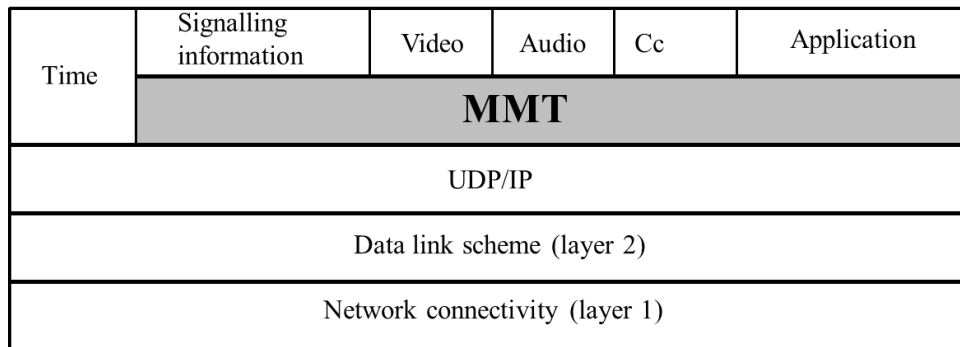 Time
Signalling
information
Video
Audio
Cc
Application
MMT
UDP/IP
Data link scheme (layer 2)
Network connectivity (layer 1)